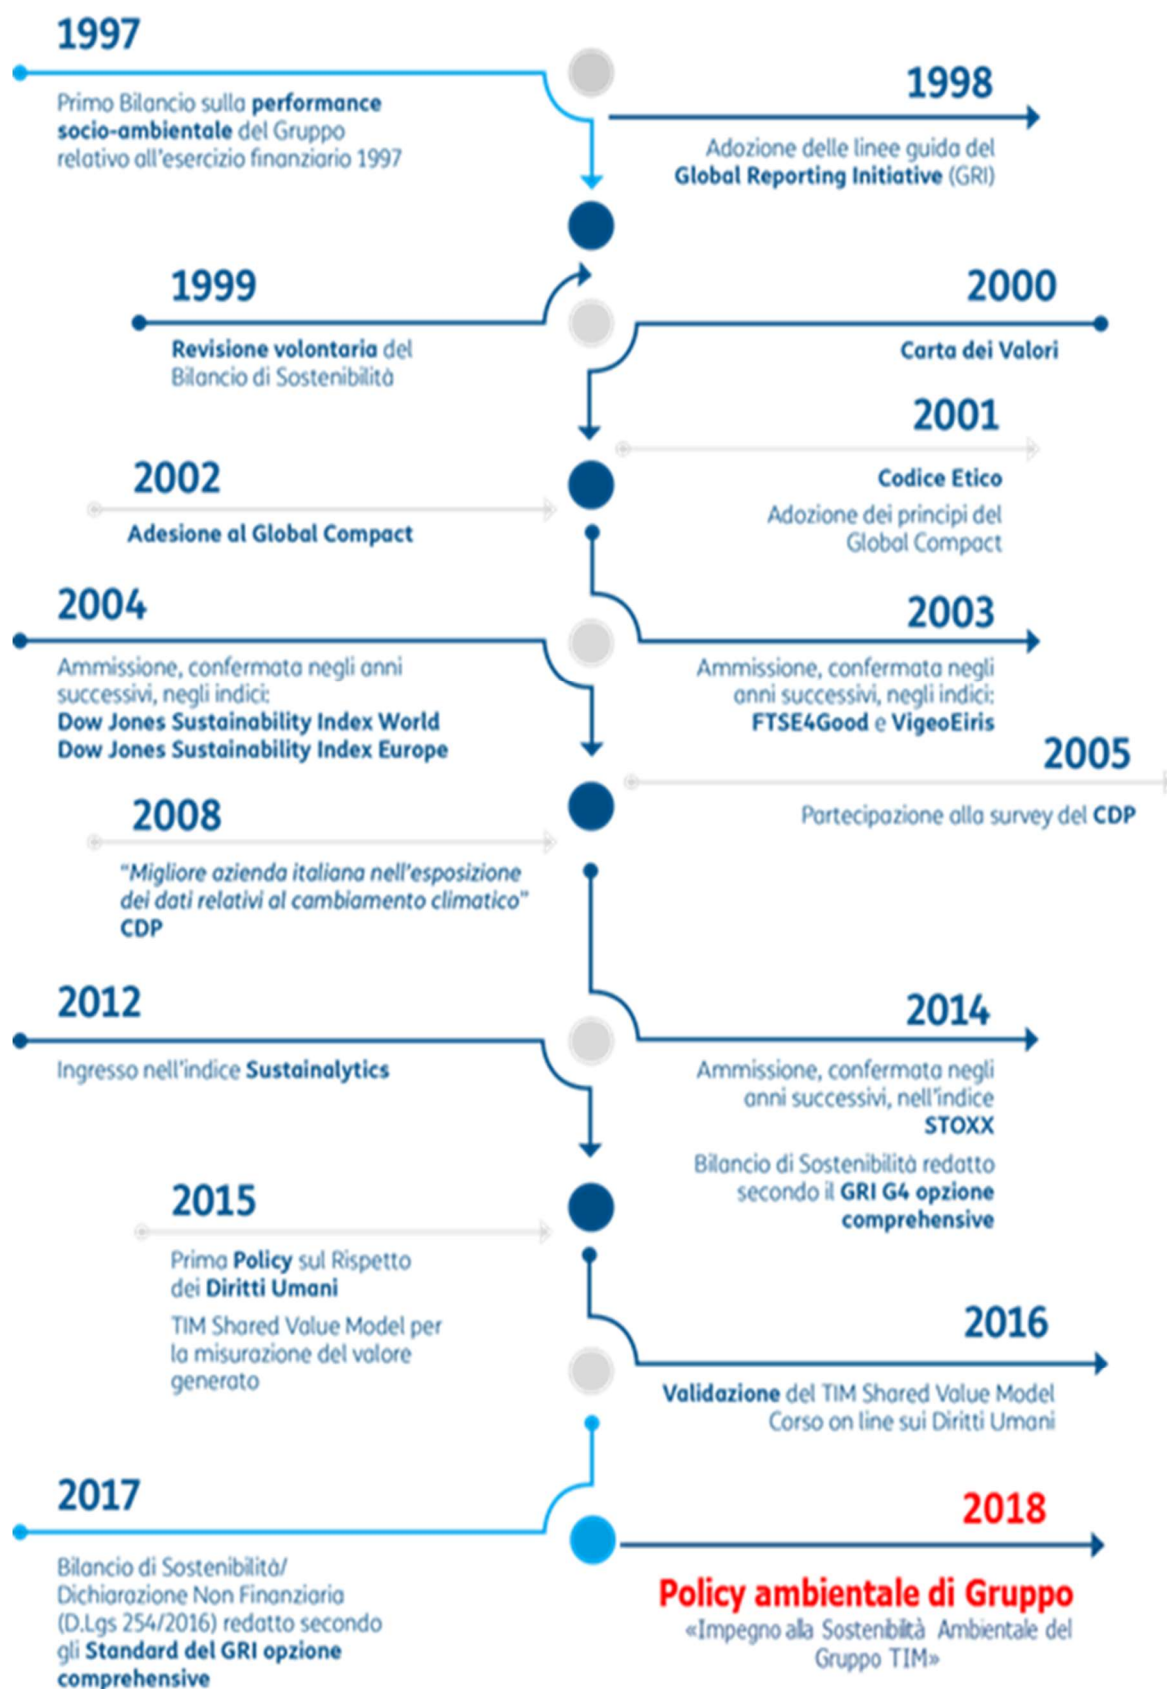 1997
Primo Bilancio sulla performance
socio-ambientale del Gruppo
relativo all'esercizio finanziario 1997
1998
Adozione delle linee guida del
Global Reporting Initiative (GRI)
1999
Revisione volontaria del
Bilancio di Sostenibilità
2000
Carta dei Valori
2001
Codice Etico
Adozione dei principi del
Global Compact
2002
Adesione al Global Compact
2004
Ammissione, confermata negli anni
successivi, negli indici:
Dow Jones Sustainability Index World
Dow Jones Sustainability Index Europe
2003
Ammissione, confermata negli
anni successivi, negli indici:
FTSE4Good e VigeoEiris
2005
Partecipazione alla survey del CDP
2008
"Migliore azienda italiana nell'esposizione
dei dati relativi al cambiamento climatico"
CDP
2012
Ingresso nell'indice Sustainalytics
2014
Ammissione, confermata negli
anni successivi, nell'indice
STOXX
Bilancio di Sostenibilità redatto
secondo il GRI G4 opzione
comprehensive
2015
Prima Policy sul Rispetto
dei Diritti Umani
TIM Shared Value Model per
la misurazione del valore
generato
2016
Validazione del TIM Shared Value Model
Corso on line sui Diritti Umani
2017
Bilancio di Sostenibilità/
Dichiarazione Non Finanziaria
(D.Lgs 254/2016) redatto secondo
gli Standard del GRI opzione
comprehensive
2018
Policy ambientale di Gruppo
«Impegno alla Sostenibilità Ambientale del
Gruppo TIM»